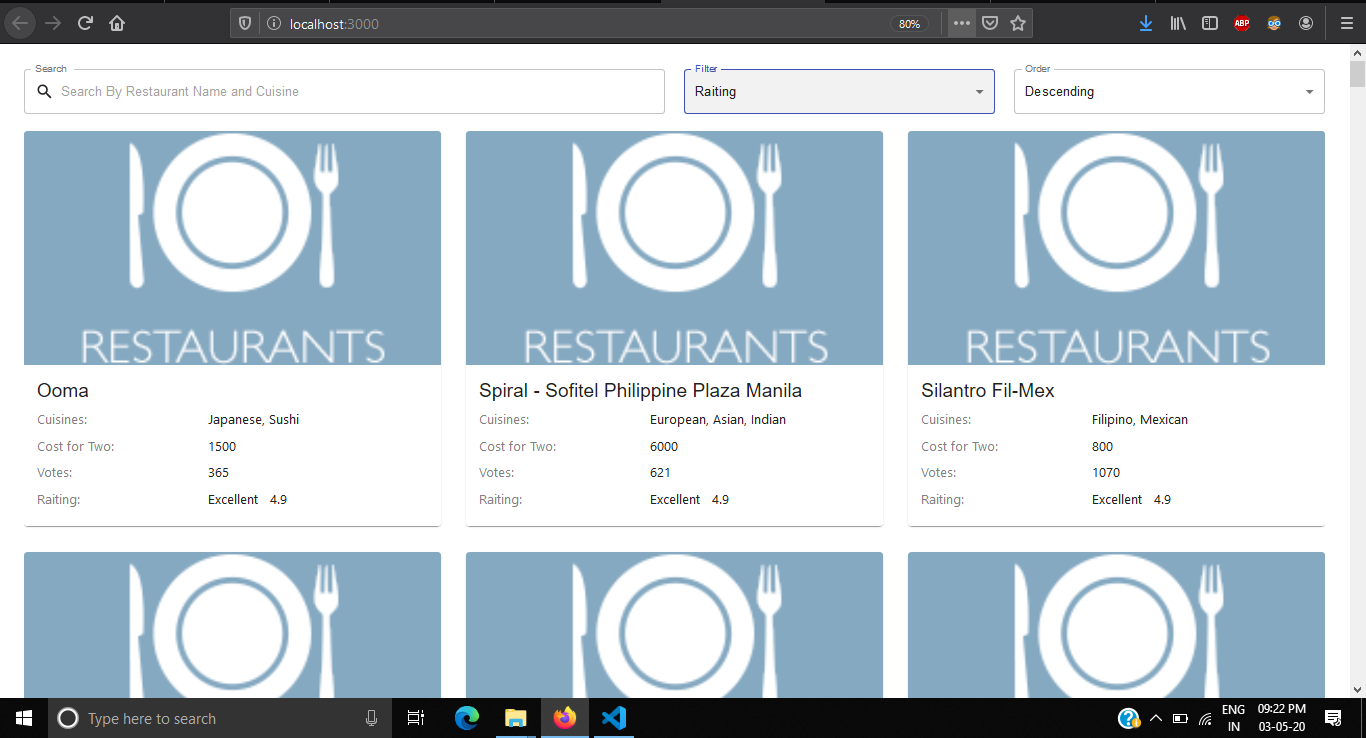 localhost:3000
80%
ABP
Search
Filter
Order
Search By Restaurant Name and Cuisine
Raiting
Descending
RESTAURANTS
RESTAURANTS
RESTAURANTS
Ooma
Cuisines: Japanese, Sushi
Cost for Two: 1500
Votes: 365
Raiting: Excellent 4.9
Spiral - Sofitel Philippine Plaza Manila
Cuisines: European, Asian, Indian
Cost for Two: 6000
Votes: 621
Raiting: Excellent 4.9
Silantro Fil-Mex
Cuisines: Filipino, Mexican
Cost for Two: 800
Votes: 1070
Raiting: Excellent 4.9
Type here to search
ENG
IN
09:22 PM
03-05-20